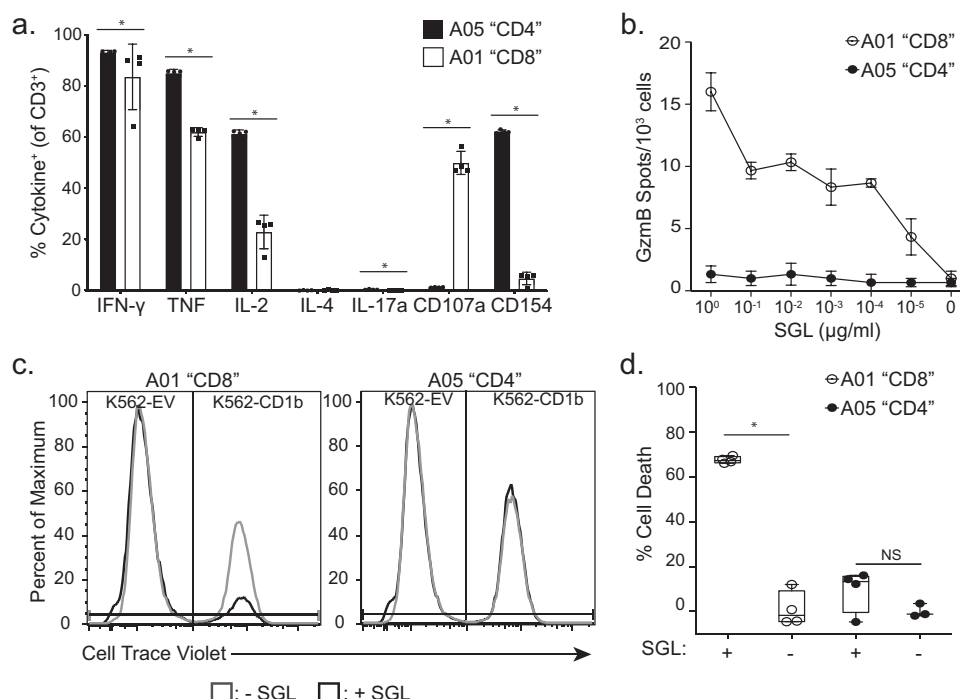 a.
% Cytokine⁺ (of CD3⁺)
100
80
60
40
20
0
* * * * * *
A05 “CD4”
A01 “CD8”
IFN-γ TNF IL-2 IL-4 IL-17a CD107a CD154
b.
GzmB Spots/10³ cells
20
15
10
5
0
A01 “CD8”
A05 “CD4”
10⁰ 10⁻¹ 10⁻² 10⁻³ 10⁻⁴ 10⁻⁵ 0
SGL (µg/ml)
c.
A01 “CD8” A05 “CD4”
K562-EV K562-CD1b K562-EV K562-CD1b
Percent of Maximum
100 100
80 80
60 60
40 40
20 20
0 0
Cell Trace Violet
: - SGL : + SGL
d.
A01 “CD8”
A05 “CD4”
% Cell Death
100
80
60
40
20
0
*
NS
SGL: + - + -